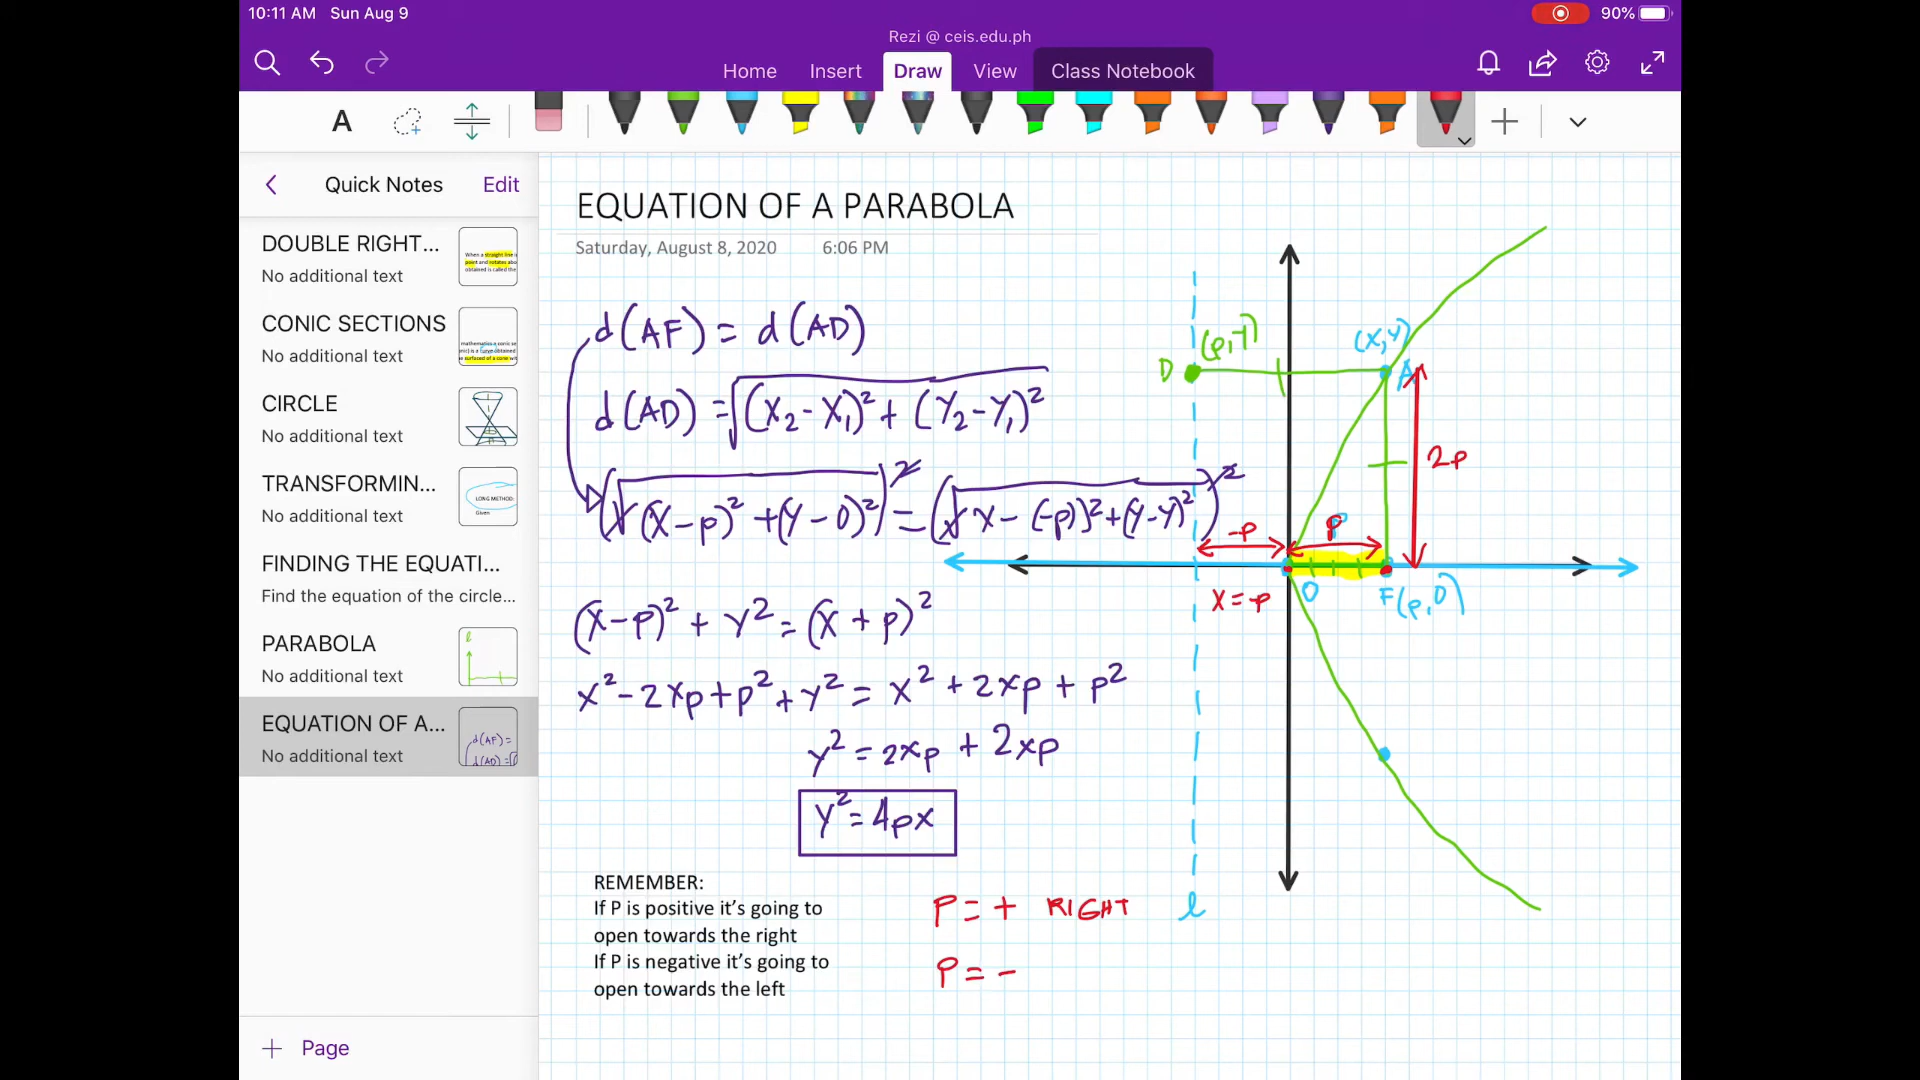 10:11 AM Sun Aug 9
90%
Rezi @ ceis.edu.ph
Home Insert Draw View Class Notebook
A
Quick Notes Edit
DOUBLE RIGHT...
No additional text
CONIC SECTIONS
No additional text
CIRCLE
No additional text
TRANSFORMIN...
No additional text
FINDING THE EQUATI...
Find the equation of the circle...
PARABOLA
No additional text
EQUATION OF A...
No additional text
+ Page
EQUATION OF A PARABOLA
Saturday, August 8, 2020 6:06 PM
d(AF) = d(AD)
d(AD) = √(X₂-X₁)² + (Y₂-Y₁)²
(√(X-p)² + (Y-0)²)² = (√(X-(-p))² + (Y-Y)²)²
(X-p)² + Y² = (X+p)²
X² - 2Xp + p² + Y² = X² + 2Xp + p²
Y² = 2Xp + 2Xp
Y² = 4pX
REMEMBER:
If P is positive it's going to
open towards the right
If P is negative it's going to
open towards the left
P = + RIGHT
P = -
D
(X,Y)
A
2p
-p
P
X = -p
O
F(p,0)
l